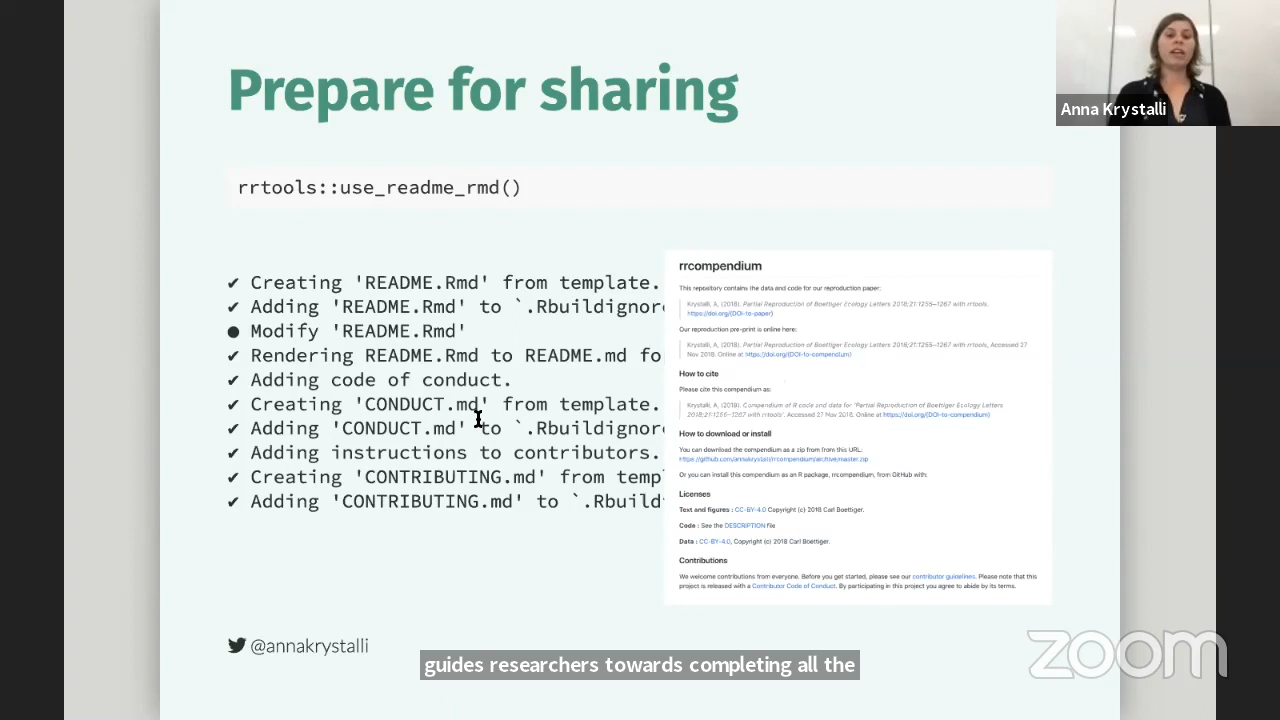 Prepare for sharing
Anna Krystalli
rrtools::use_readme_rmd()
✔ Creating 'README.Rmd' from template.
✔ Adding 'README.Rmd' to `.Rbuildignore
● Modify 'README.Rmd'
✔ Rendering README.Rmd to README.md fo
✔ Adding code of conduct.
✔ Creating 'CONDUCT.md' from template.
✔ Adding 'CONDUCT.md' to `.Rbuildignore
✔ Adding instructions to contributors.
✔ Creating 'CONTRIBUTING.md' from temp
✔ Adding 'CONTRIBUTING.md' to `.Rbuild
rrcompendium
This repository contains the data and code for our reproduction paper:
Krystalli, A, (2018). Partial Reproduction of Boettiger Ecology Letters 2018;21:1255–1267 with rrtools.
https://doi.org/{DOI-to-paper}
Our reproduction pre-print is online here:
Krystalli, A, (2018). Partial Reproduction of Boettiger Ecology Letters 2018;21:1255–1267 with rrtools, Accessed 27
Nov 2018. Online at https://doi.org/{DOI-to-compendium}
How to cite
Please cite this compendium as:
Krystalli, A, (2018). Compendium of R code and data for 'Partial Reproduction of Boettiger Ecology Letters
2018;21:1255–1267 with rrtools'. Accessed 27 Nov 2018. Online at https://doi.org/{DOI-to-compendium}
How to download or install
You can download the compendium as a zip from from this URL:
https://github.com/annakrystalli/rrcompendium/archive/master.zip
Or you can install this compendium as an R package, rrcompendium, from GitHub with:
Licenses
Text and figures : CC-BY-4.0 Copyright (c) 2018 Carl Boettiger.
Code : See the DESCRIPTION file
Data : CC-BY-4.0, Copyright (c) 2018 Carl Boettiger.
Contributions
We welcome contributions from everyone. Before you get started, please see our contributor guidelines. Please note that this
project is released with a Contributor Code of Conduct. By participating in this project you agree to abide by its terms.
@annakrystalli
guides researchers towards completing all the
zoom